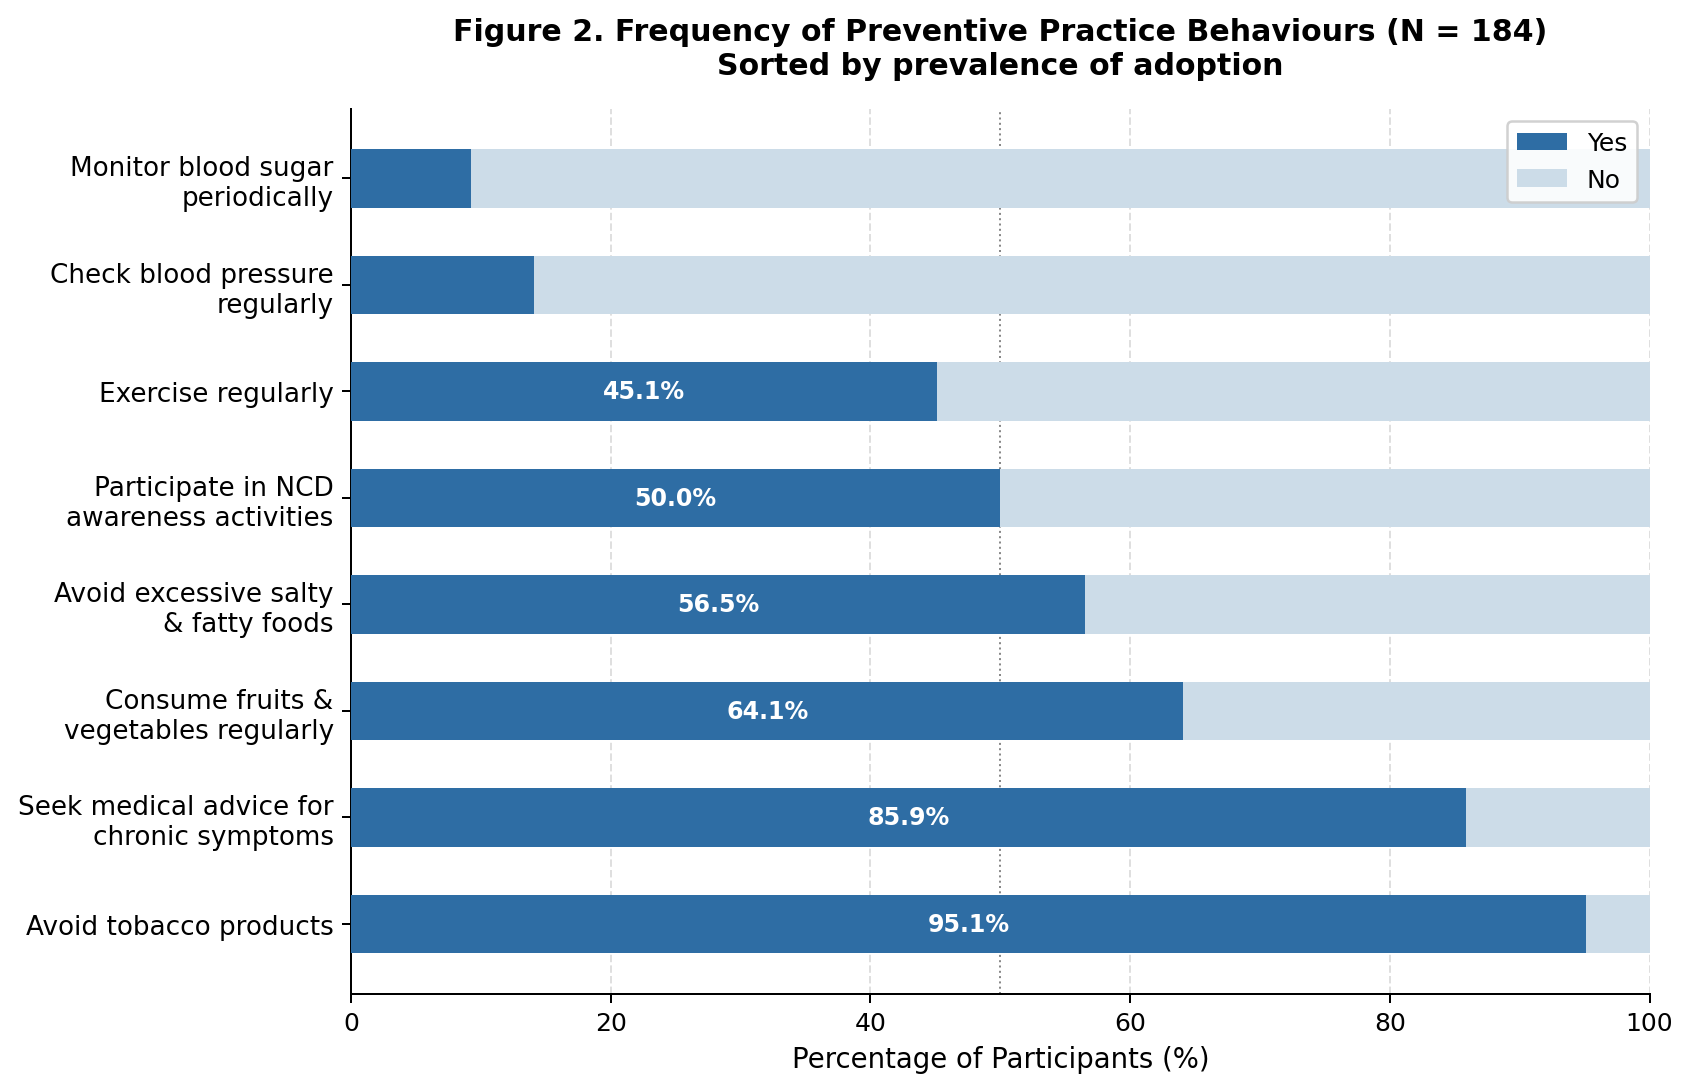 Figure 2. Frequency of Preventive Practice Behaviours (N = 184)
Sorted by prevalence of adoption
Yes
No
Monitor blood sugar
periodically
Check blood pressure
regularly
Exercise regularly
45.1%
Participate in NCD
awareness activities
50.0%
Avoid excessive salty
& fatty foods
56.5%
Consume fruits &
vegetables regularly
64.1%
Seek medical advice for
chronic symptoms
85.9%
Avoid tobacco products
95.1%
0 20 40 60 80 100
Percentage of Participants (%)